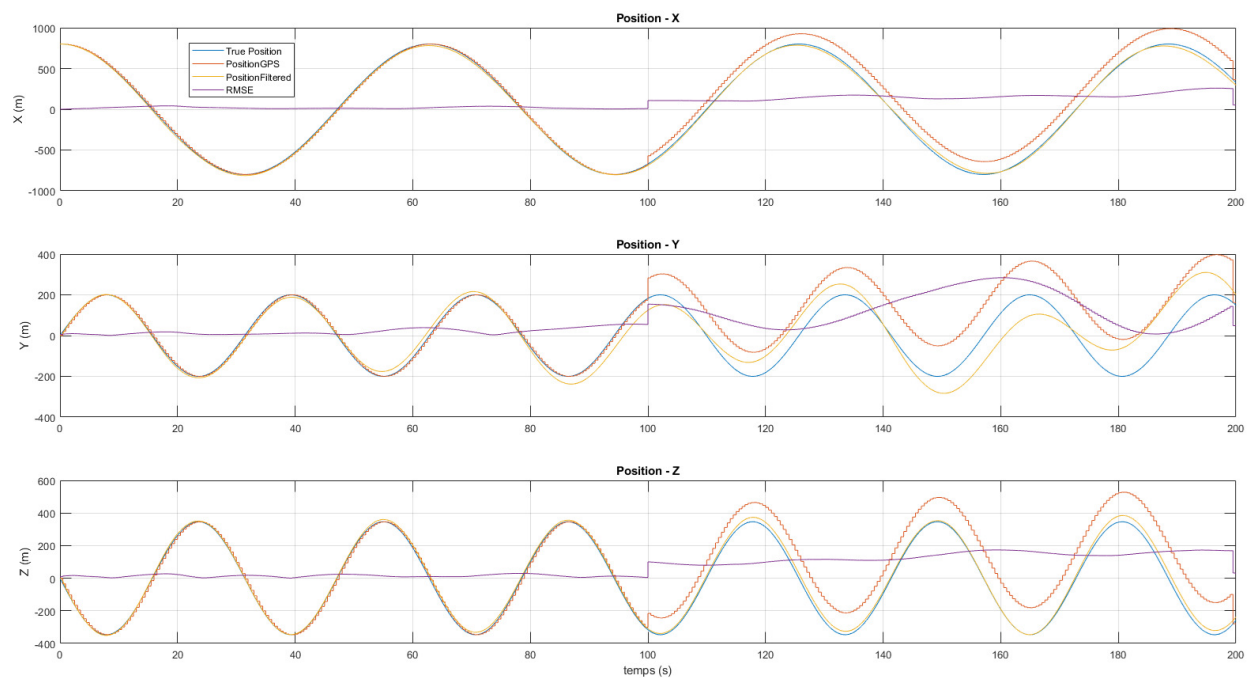 Position - X
1000
500
0
-500
-1000
X (m)
True Position
PositionGPS
PositionFiltered
RMSE
0 20 40 60 80 100 120 140 160 180 200
Position - Y
400
200
0
-200
-400
Y (m)
0 20 40 60 80 100 120 140 160 180 200
Position - Z
600
400
200
0
-200
-400
Z (m)
0 20 40 60 80 100 120 140 160 180 200
temps (s)